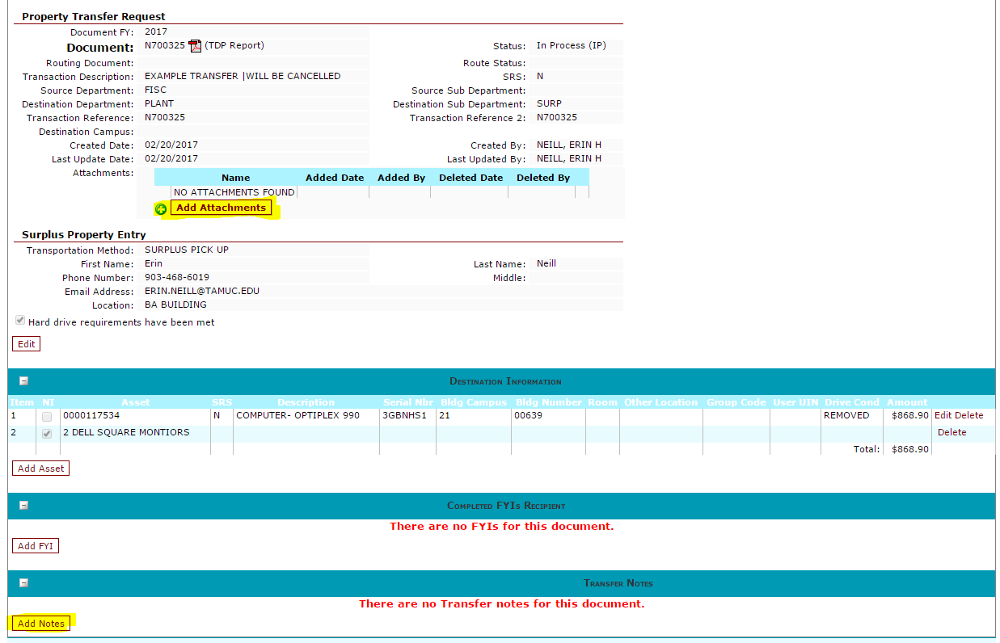 Property Transfer Request
Document FY: 2017
Document: N700325 (TDP Report) Status: In Process (IP)
Routing Document: Route Status:
Transaction Description: EXAMPLE TRANSFER |WILL BE CANCELLED SRS: N
Source Department: FISC Source Sub Department:
Destination Department: PLANT Destination Sub Department: SURP
Transaction Reference: N700325 Transaction Reference 2: N700325
Destination Campus:
Created Date: 02/20/2017 Created By: NEILL, ERIN H
Last Update Date: 02/20/2017 Last Updated By: NEILL, ERIN H
Attachments:
Name Added Date Added By Deleted Date Deleted By
NO ATTACHMENTS FOUND
Add Attachments
Surplus Property Entry
Transportation Method: SURPLUS PICK UP
First Name: Erin Last Name: Neill
Phone Number: 903-468-6019 Middle:
Email Address: ERIN.NEILL@TAMUC.EDU
Location: BA BUILDING
Hard drive requirements have been met
Edit
Destination Information
Item NI Asset SRS Description Serial Nbr Bldg Campus Bldg Number Room Other Location Group Code User UIN Drive Cond Amount
1 0000117534 N COMPUTER- OPTIPLEX 990 3GBNHS1 21 00639 REMOVED $868.90 Edit Delete
2 2 DELL SQUARE MONTIORS Delete
Total: $868.90
Add Asset
Completed FYIs Recipient
There are no FYIs for this document.
Add FYI
Transfer Notes
There are no Transfer notes for this document.
Add Notes